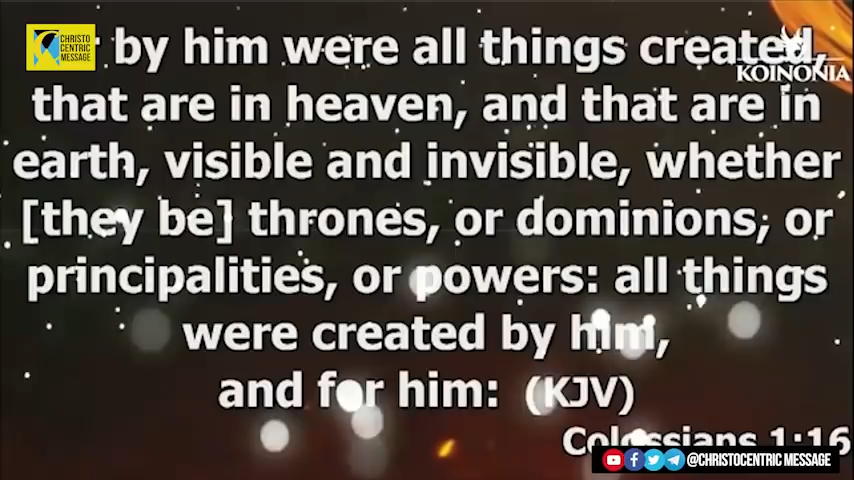 CHRISTO
CENTRIC
MESSAGE
KOINONIA
by him were all things created,
that are in heaven, and that are in
earth, visible and invisible, whether
[they be] thrones, or dominions, or
principalities, or powers: all things
were created by him,
and for him: (KJV)
Colossians 1:16
@CHRISTOCENTRIC MESSAGE